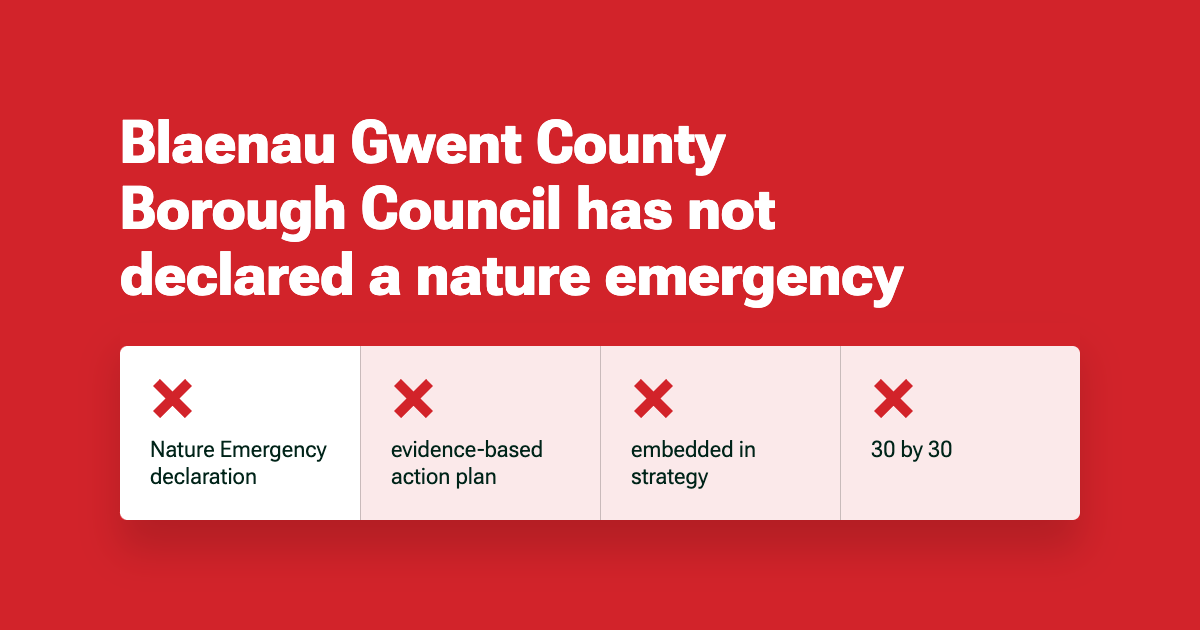 Blaenau Gwent County
Borough Council has not
declared a nature emergency
Nature Emergency
declaration
evidence-based
action plan
embedded in
strategy
30 by 30